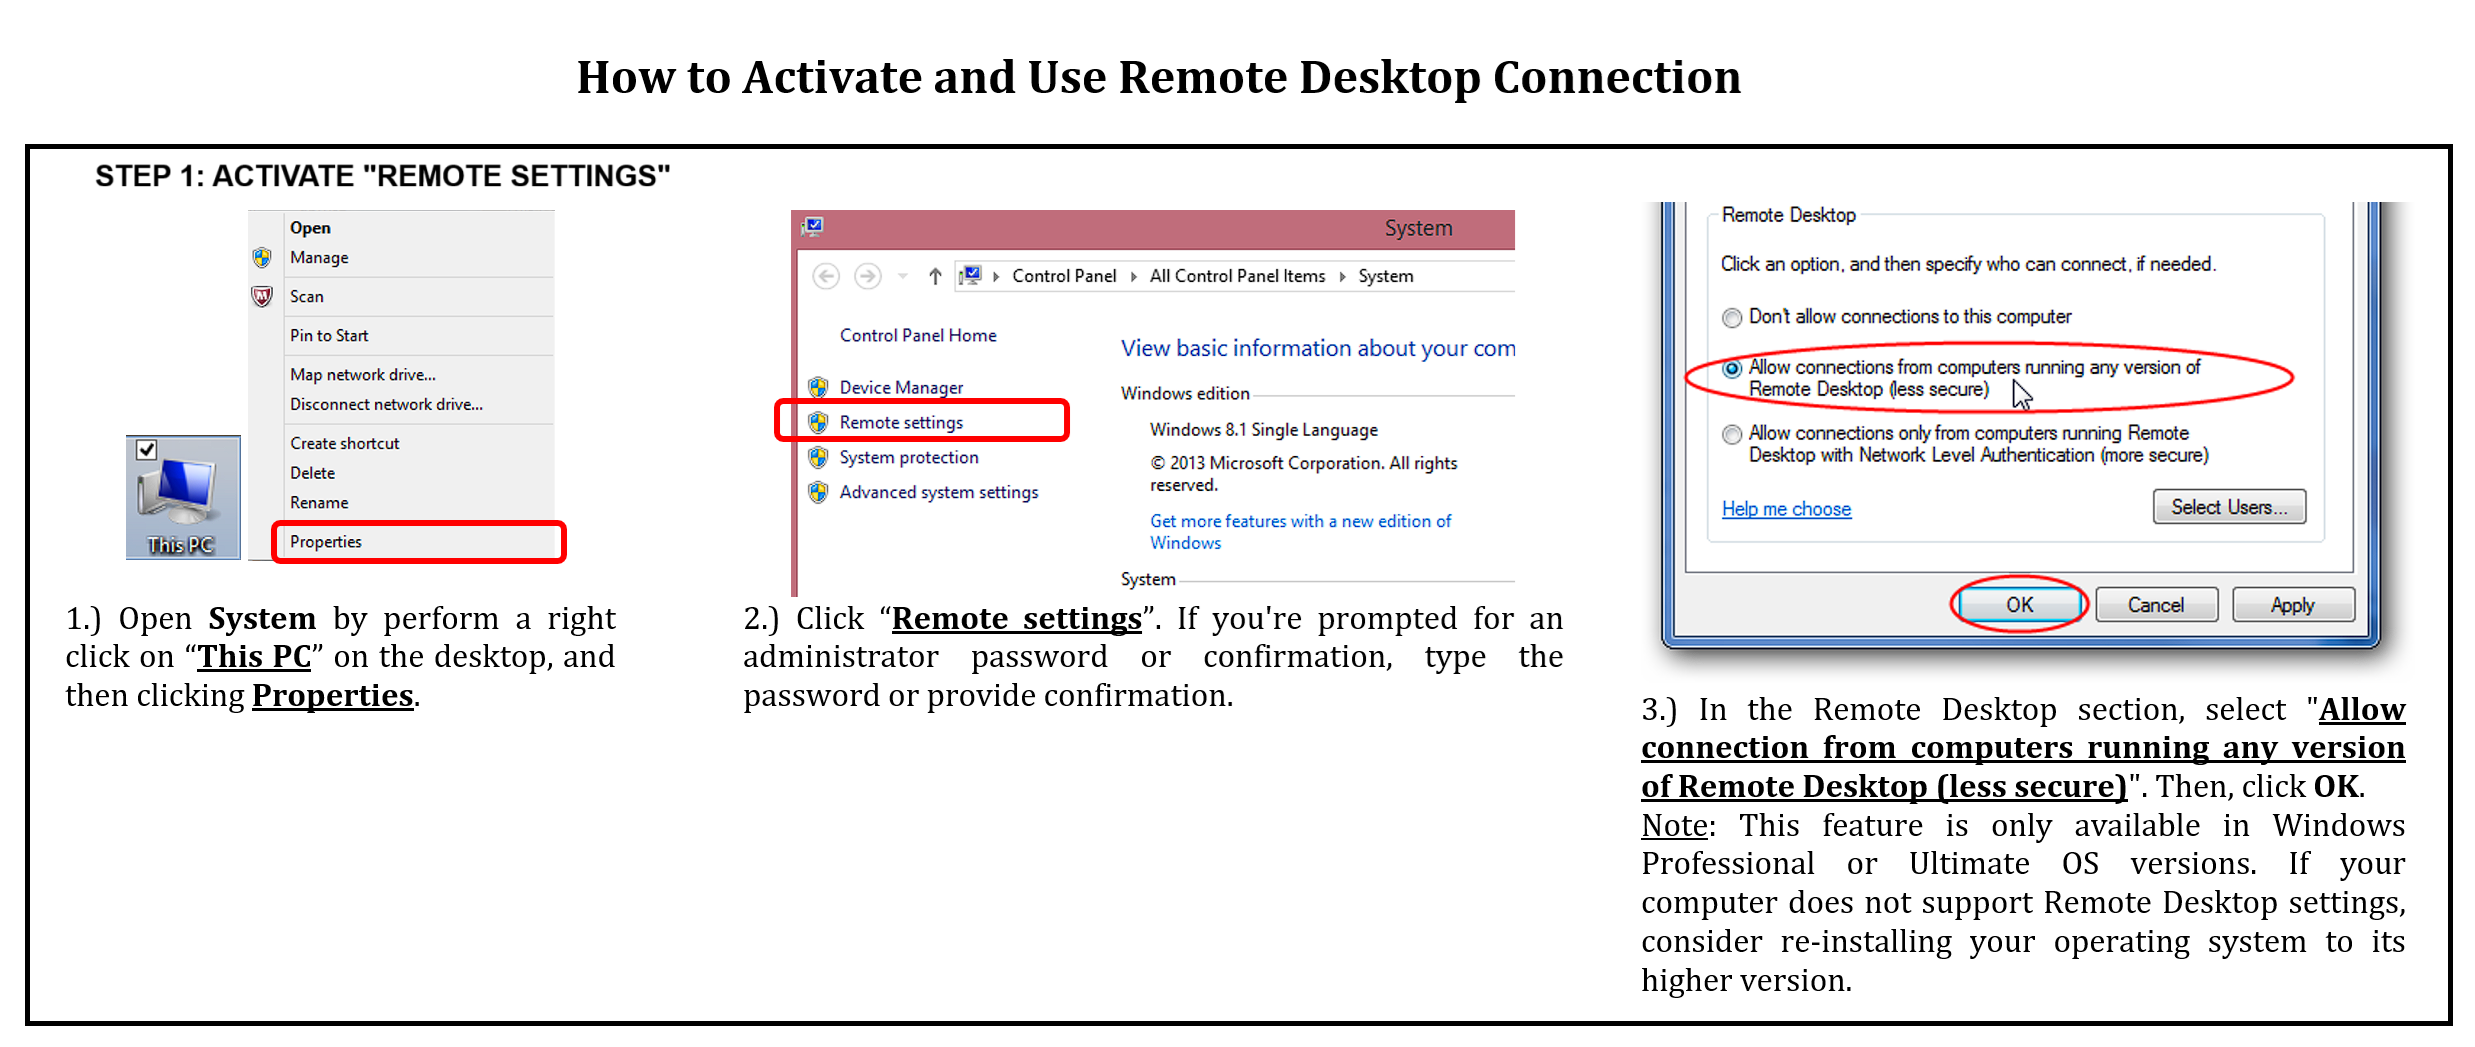 How to Activate and Use Remote Desktop Connection
STEP 1: ACTIVATE "REMOTE SETTINGS"
Open
Manage
Scan
Pin to Start
Map network drive...
Disconnect network drive...
Create shortcut
Delete
Rename
Properties
This PC
1.) Open System by perform a right
click on “This PC” on the desktop, and
then clicking Properties.
System
Control Panel
All Control Panel Items
System
Control Panel Home
Device Manager
Remote settings
System protection
Advanced system settings
View basic information about your com
Windows edition
Windows 8.1 Single Language
© 2013 Microsoft Corporation. All rights
reserved.
Get more features with a new edition of
Windows
System
2.) Click “Remote settings”. If you're prompted for an
administrator password or confirmation, type the
password or provide confirmation.
Remote Desktop
Click an option, and then specify who can connect, if needed.
Don't allow connections to this computer
Allow connections from computers running any version of
Remote Desktop (less secure)
Allow connections only from computers running Remote
Desktop with Network Level Authentication (more secure)
Help me choose
Select Users...
OK
Cancel
Apply
3.) In the Remote Desktop section, select "Allow
connection from computers running any version
of Remote Desktop (less secure)". Then, click OK.
Note: This feature is only available in Windows
Professional or Ultimate OS versions. If your
computer does not support Remote Desktop settings,
consider re-installing your operating system to its
higher version.